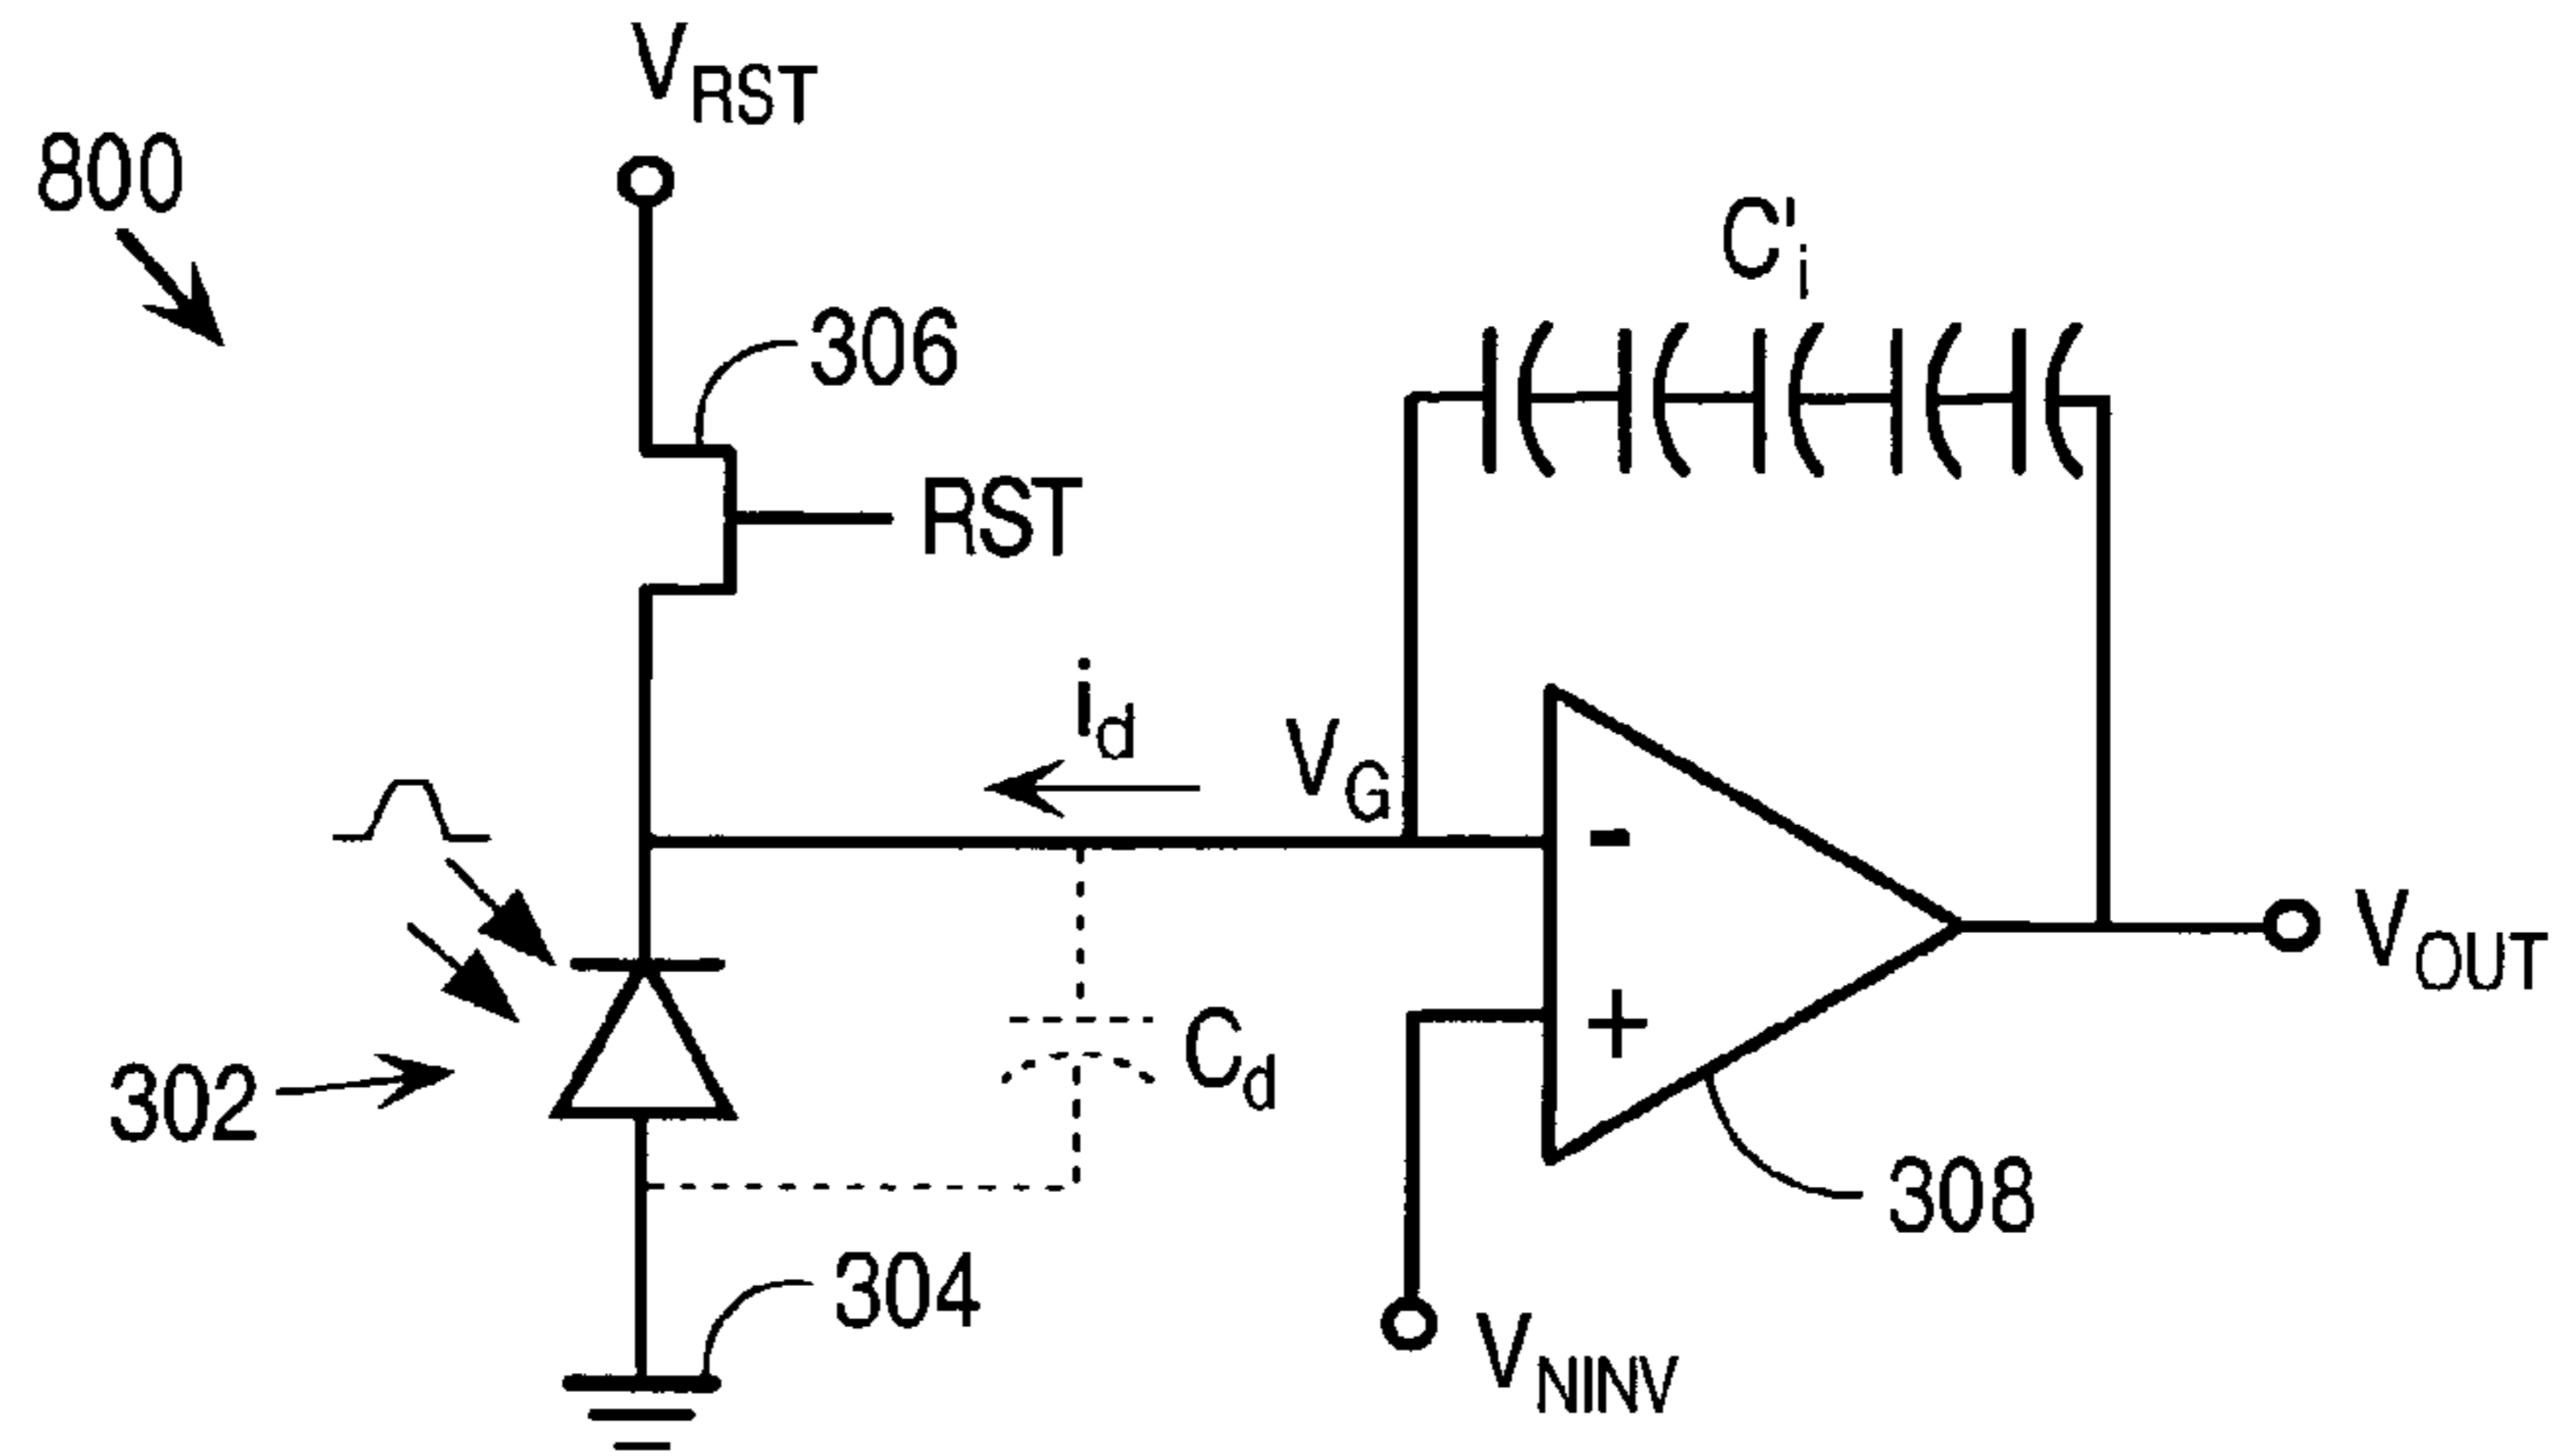 V_RST
800
C'_i
306
RST
i_d
V_G
-
V_OUT
+
C_d
302
308
304
V_NINV